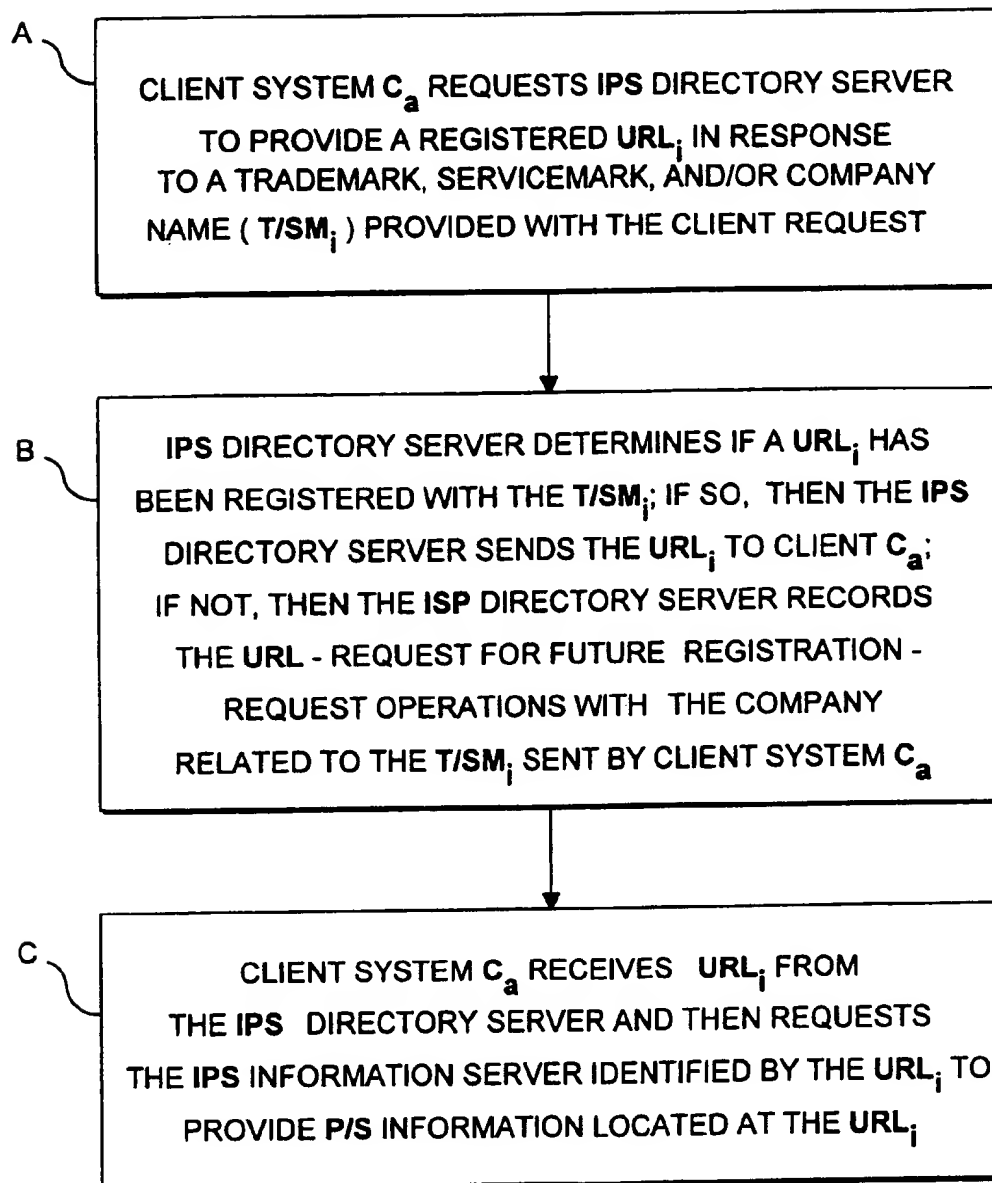 A
CLIENT SYSTEM Ca REQUESTS IPS DIRECTORY SERVER
TO PROVIDE A REGISTERED URLi IN RESPONSE
TO A TRADEMARK, SERVICEMARK, AND/OR COMPANY
NAME ( T/SMi ) PROVIDED WITH THE CLIENT REQUEST
B
IPS DIRECTORY SERVER DETERMINES IF A URLi HAS
BEEN REGISTERED WITH THE T/SMi; IF SO, THEN THE IPS
DIRECTORY SERVER SENDS THE URLi TO CLIENT Ca;
IF NOT, THEN THE ISP DIRECTORY SERVER RECORDS
THE URL - REQUEST FOR FUTURE REGISTRATION -
REQUEST OPERATIONS WITH THE COMPANY
RELATED TO THE T/SMi SENT BY CLIENT SYSTEM Ca
C
CLIENT SYSTEM Ca RECEIVES URLi FROM
THE IPS DIRECTORY SERVER AND THEN REQUESTS
THE IPS INFORMATION SERVER IDENTIFIED BY THE URLi TO
PROVIDE P/S INFORMATION LOCATED AT THE URLi